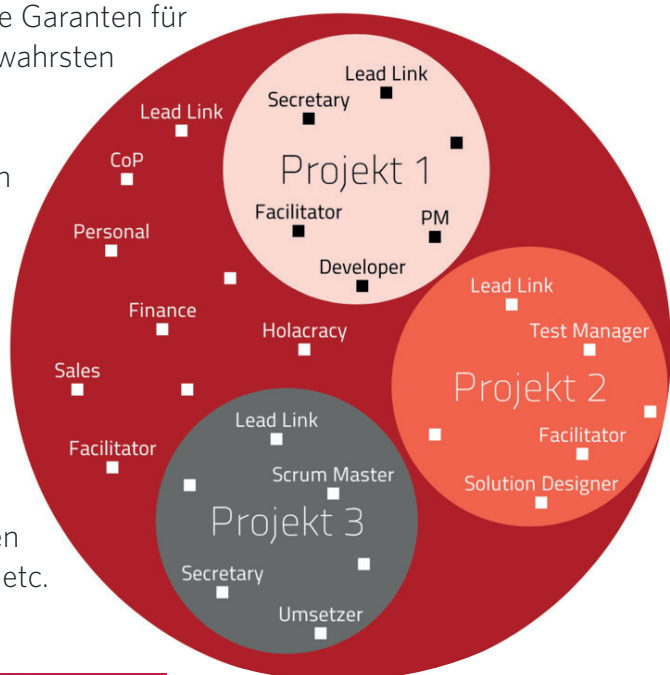 e Garanten für
wahrsten
n
en
etc.
Lead Link
CoP
Personal
Finance
Holacracy
Sales
Facilitator
Lead Link
Secretary
Projekt 1
Facilitator
PM
Developer
Lead Link
Test Manager
Projekt 2
Facilitator
Solution Designer
Lead Link
Scrum Master
Projekt 3
Secretary
Umsetzer